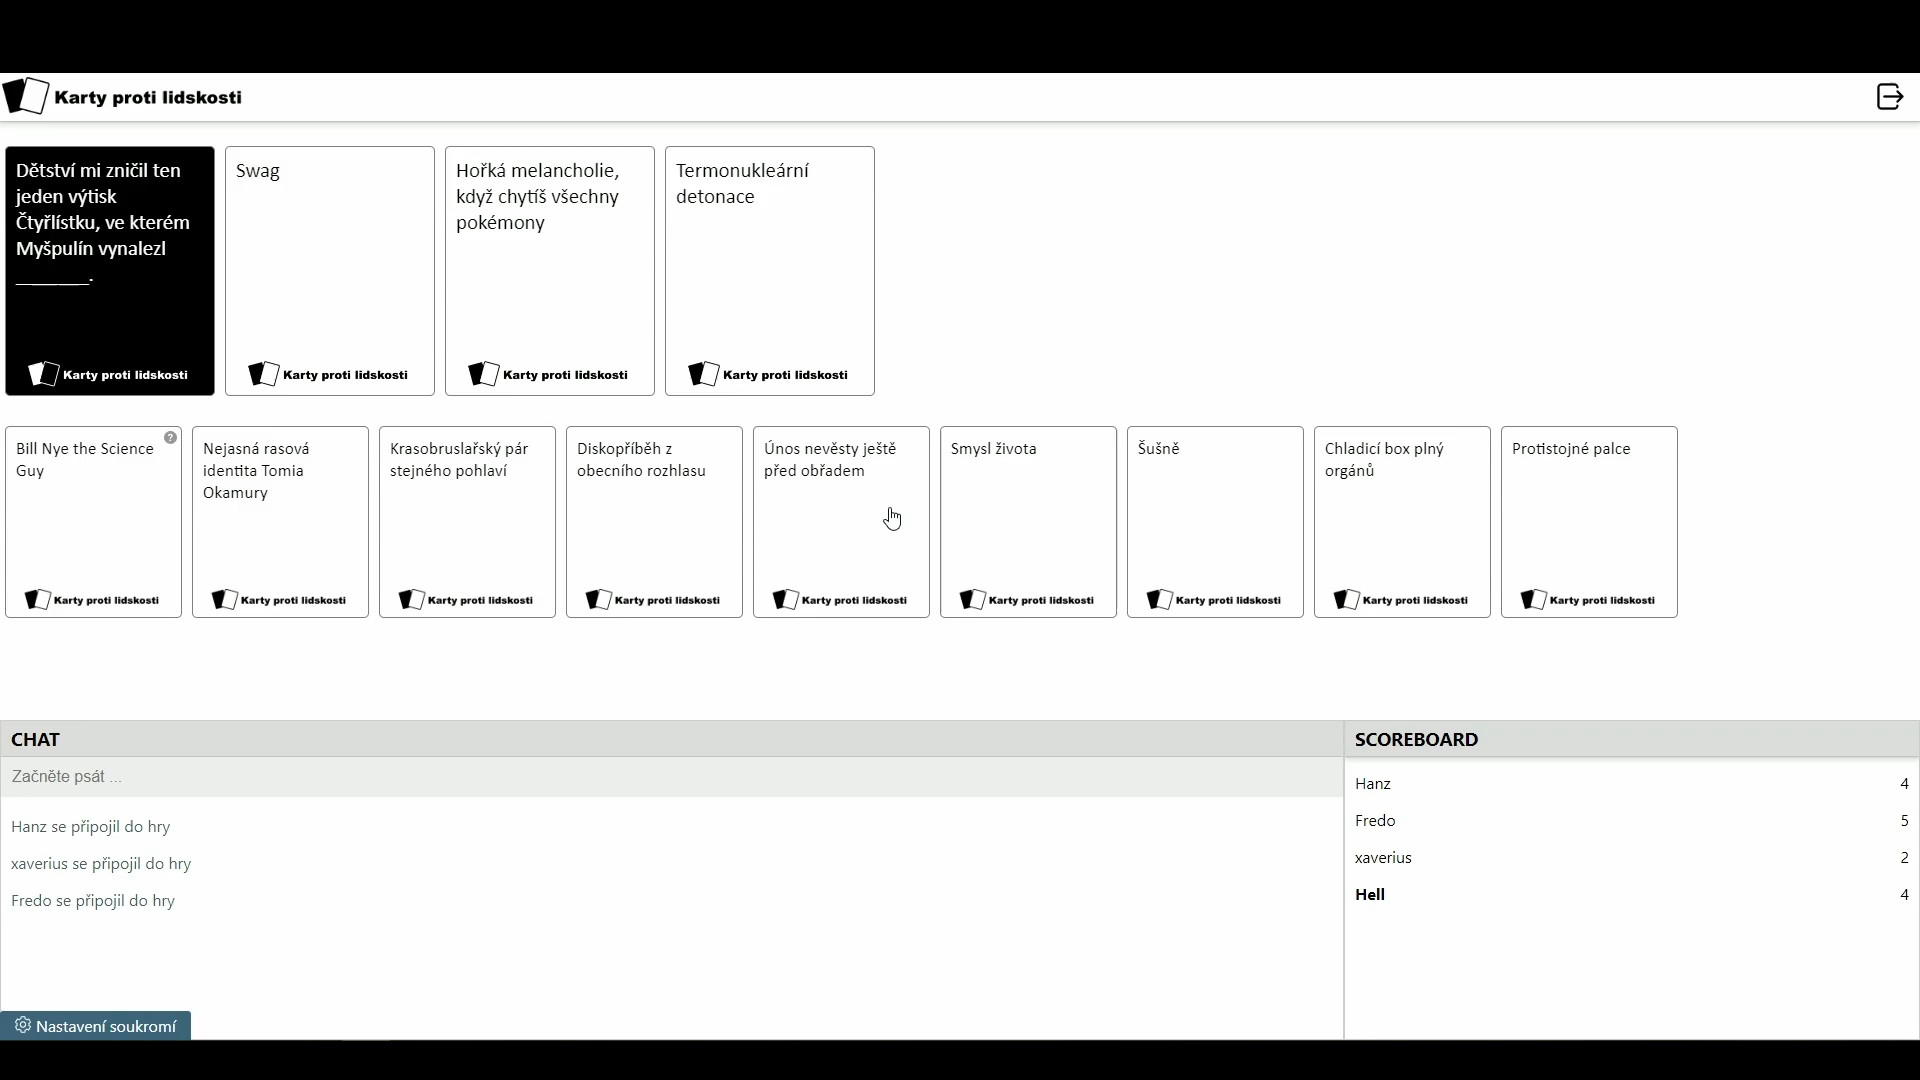 Karty proti lidskosti
Dětství mi zničil ten
jeden výtisk
Čtyřlístku, ve kterém
Myšpulín vynalezl
________.
Karty proti lidskosti
Swag
Karty proti lidskosti
Hořká melancholie,
když chytíš všechny
pokémony
Karty proti lidskosti
Termonukleární
detonace
Karty proti lidskosti
Bill Nye the Science
Guy
?
Karty proti lidskosti
Nejasná rasová
identita Tomia
Okamury
Karty proti lidskosti
Krasobruslařský pár
stejného pohlaví
Karty proti lidskosti
Diskopříběh z
obecního rozhlasu
Karty proti lidskosti
Únos nevěsty ještě
před obřadem
Karty proti lidskosti
Smysl života
Karty proti lidskosti
Šušně
Karty proti lidskosti
Chladicí box plný
orgánů
Karty proti lidskosti
Protistojné palce
Karty proti lidskosti
CHAT
Začněte psát ...
Hanz se připojil do hry
xaverius se připojil do hry
Fredo se připojil do hry
Nastavení soukromí
SCOREBOARD
Hanz 4
Fredo 5
xaverius 2
Hell 4